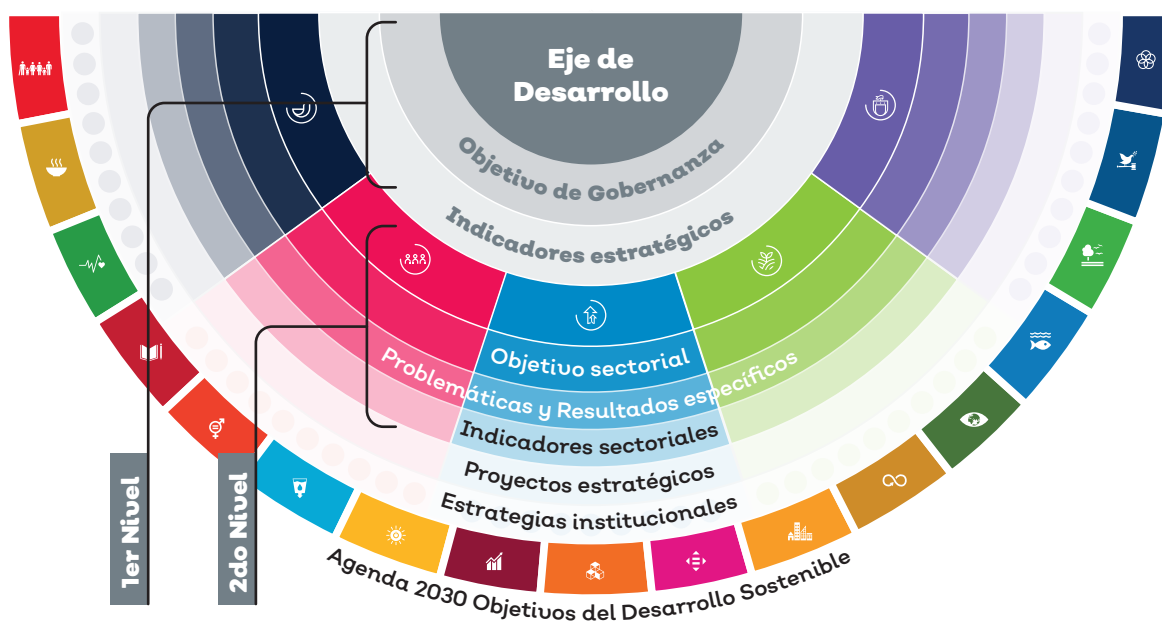 Eje de
Desarrollo
Objetivo de Gobernanza
Indicadores estratégicos
Objetivo sectorial
Problemáticas y Resultados específicos
Indicadores sectoriales
Proyectos estratégicos
Estrategias institucionales
Agenda 2030 Objetivos del Desarrollo Sostenible
1er Nivel
2do Nivel